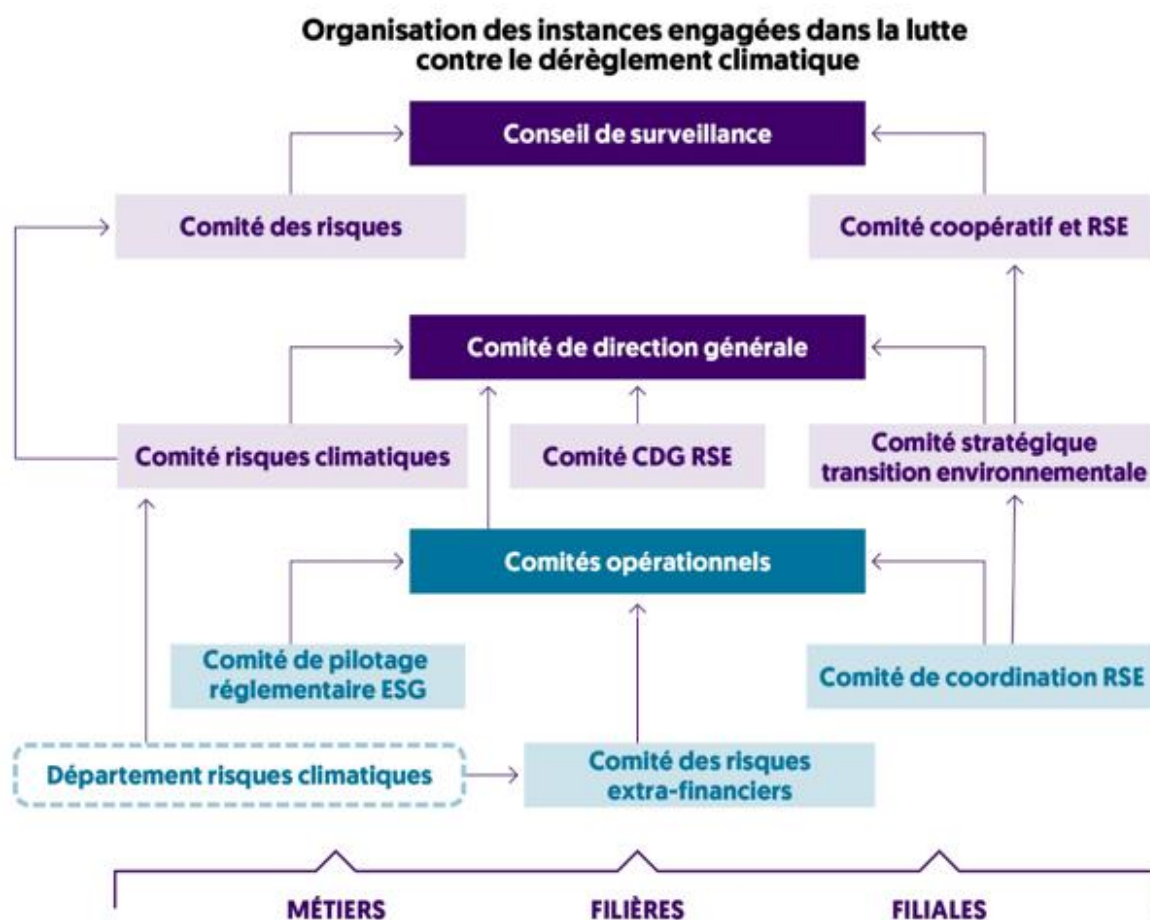 Organisation des instances engagées dans la lutte
contre le dérèglement climatique
Conseil de surveillance
Comité des risques
Comité coopératif et RSE
Comité de direction générale
Comité risques climatiques
Comité CDG RSE
Comité stratégique
transition environnementale
Comités opérationnels
Comité de pilotage
réglementaire ESG
Comité de coordination RSE
Département risques climatiques
Comité des risques
extra-financiers
MÉTIERS
FILIÈRES
FILIALES